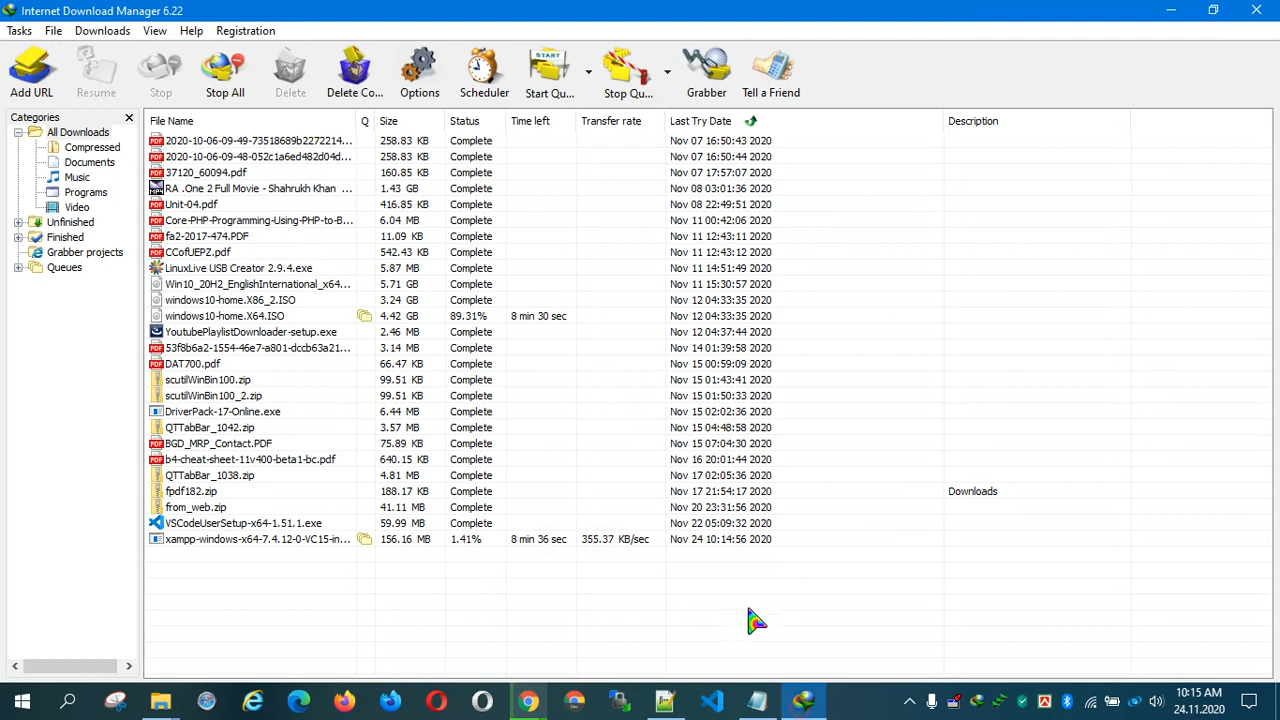 Internet Download Manager 6.22
Tasks File Downloads View Help Registration
START
Add URL Resume Stop Stop All Delete Delete Co... Options Scheduler Start Qu... Stop Qu... Grabber Tell a Friend
Categories
All Downloads
Compressed
Documents
Music
Programs
Video
Unfinished
Finished
Grabber projects
Queues
File Name Q Size Status Time left Transfer rate Last Try Date Description
2020-10-06-09-49-73518689b2272214... 258.83 KB Complete Nov 07 16:50:43 2020
2020-10-06-09-48-052c1a6ed482d04d... 258.83 KB Complete Nov 07 16:50:42 2020
37120_60094.pdf 160.85 KB Complete Nov 07 17:57:07 2020
RA .One 2 Full Movie - Shahrukh Khan ... 1.43 GB Complete Nov 08 03:01:36 2020
Unit-04.pdf 416.85 KB Complete Nov 08 22:49:51 2020
Core-PHP-Programming-Using-PHP-to-B... 6.04 MB Complete Nov 11 00:42:06 2020
fa2-2017-474.PDF 11.09 KB Complete Nov 11 12:43:11 2020
CCofUEPZ.pdf 542.43 KB Complete Nov 11 12:43:12 2020
LinuxLive USB Creator 2.9.4.exe 5.87 MB Complete Nov 11 14:51:49 2020
Win10_20H2_EnglishInternational_x64... 5.71 GB Complete Nov 11 15:30:57 2020
windows10-home.X86_2.ISO 3.24 GB Complete Nov 12 04:33:35 2020
windows10-home.X64.ISO 4.42 GB 89.31% 8 min 30 sec Nov 12 04:33:35 2020
YoutubePlaylistDownloader-setup.exe 2.46 MB Complete Nov 12 04:37:44 2020
53f8b6a2-1554-46e7-a801-dccb63a21... 3.14 MB Complete Nov 14 01:39:58 2020
DAT700.pdf 66.47 KB Complete Nov 15 00:59:09 2020
scutilWinBin100.zip 99.51 KB Complete Nov 15 01:43:41 2020
scutilWinBin100_2.zip 99.51 KB Complete Nov 15 01:50:33 2020
DriverPack-17-Online.exe 6.44 MB Complete Nov 15 02:02:36 2020
QTTabBar_1042.zip 3.57 MB Complete Nov 15 04:48:58 2020
BGD_MRP_Contact.PDF 75.89 KB Complete Nov 15 07:04:30 2020
b4-cheat-sheet-11v400-beta1-bc.pdf 640.15 KB Complete Nov 16 20:01:44 2020
QTTabBar_1038.zip 4.81 MB Complete Nov 17 02:05:36 2020
fpdf182.zip 188.17 KB Complete Nov 17 21:54:17 2020 Downloads
from_web.zip 41.11 MB Complete Nov 20 23:31:56 2020
VSCodeUserSetup-x64-1.51.1.exe 59.99 MB Complete Nov 22 05:09:32 2020
xampp-windows-x64-7.4.12-0-VC15-in... 156.16 MB 1.41% 8 min 36 sec 355.37 KB/sec Nov 24 10:14:56 2020
10:15 AM
24.11.2020